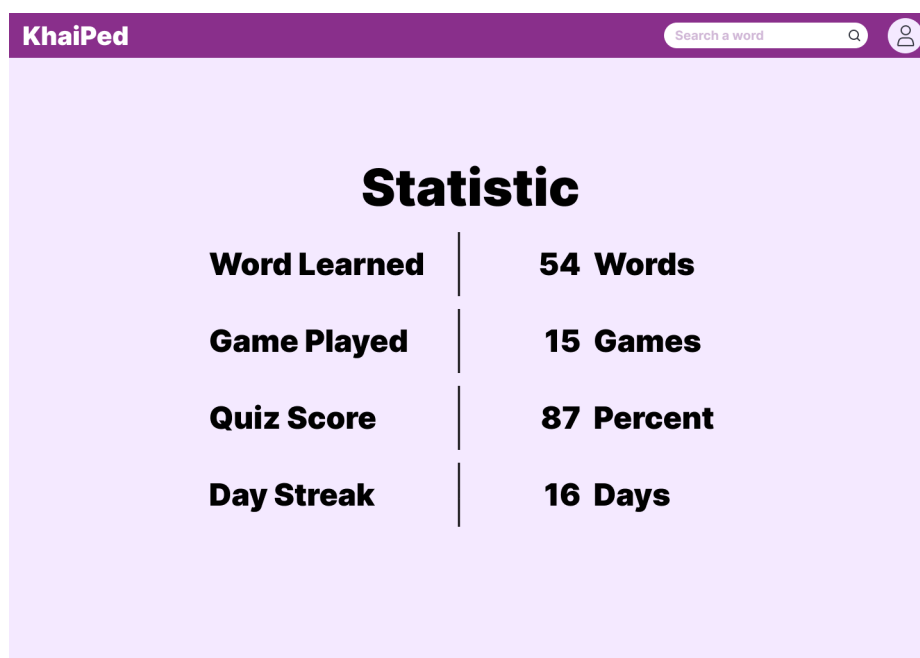 KhaiPed
Search a word
Statistic
Word Learned 54 Words
Game Played 15 Games
Quiz Score 87 Percent
Day Streak 16 Days